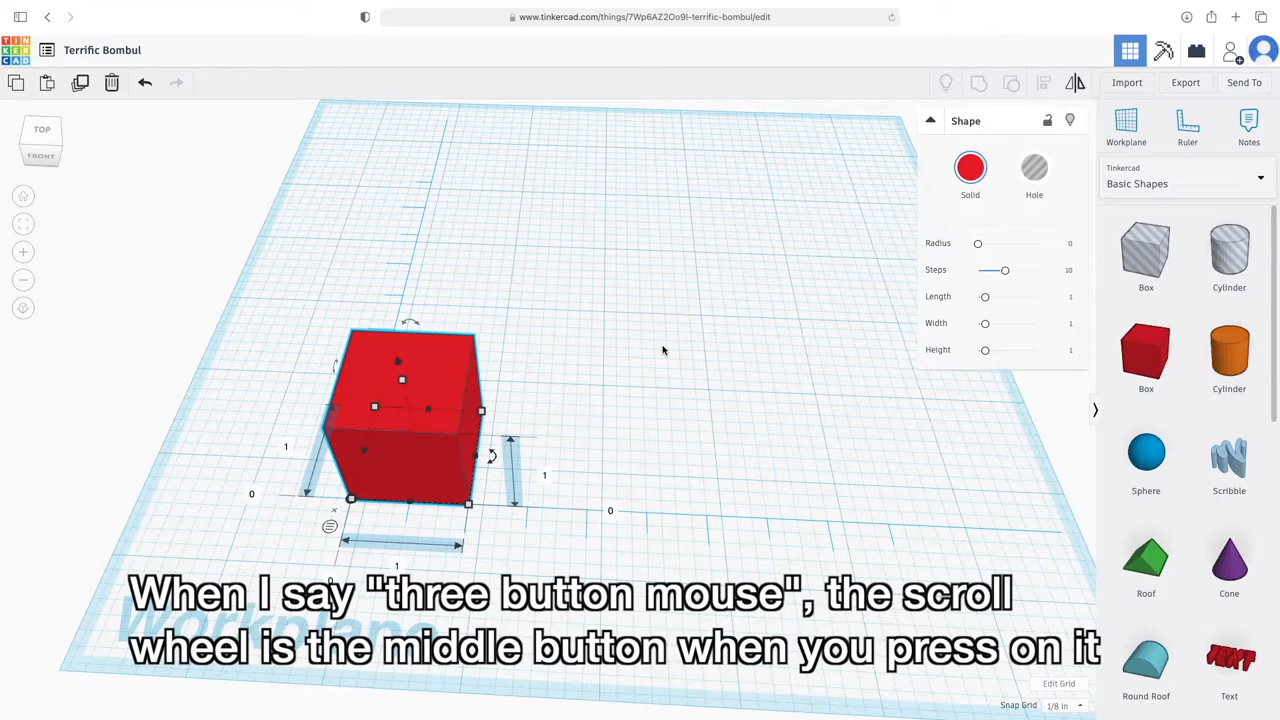 www.tinkercad.com/things/7Wp6AZ2Oo9l-terrific-bombul/edit
TIN
KER
CAD
Terrific Bombul
Import
Export
Send To
TOP
FRONT
Shape
Solid
Hole
Radius 0
Steps 10
Length 1
Width 1
Height 1
Workplane
Ruler
Notes
Tinkercad
Basic Shapes
Box
Cylinder
Box
Cylinder
Sphere
Scribble
Roof
Cone
Round Roof
TEXT
Text
1
0
1
0
1
0
Workplane
When I say "three button mouse", the scroll
wheel is the middle button when you press on it
Edit Grid
Snap Grid 1/8 in